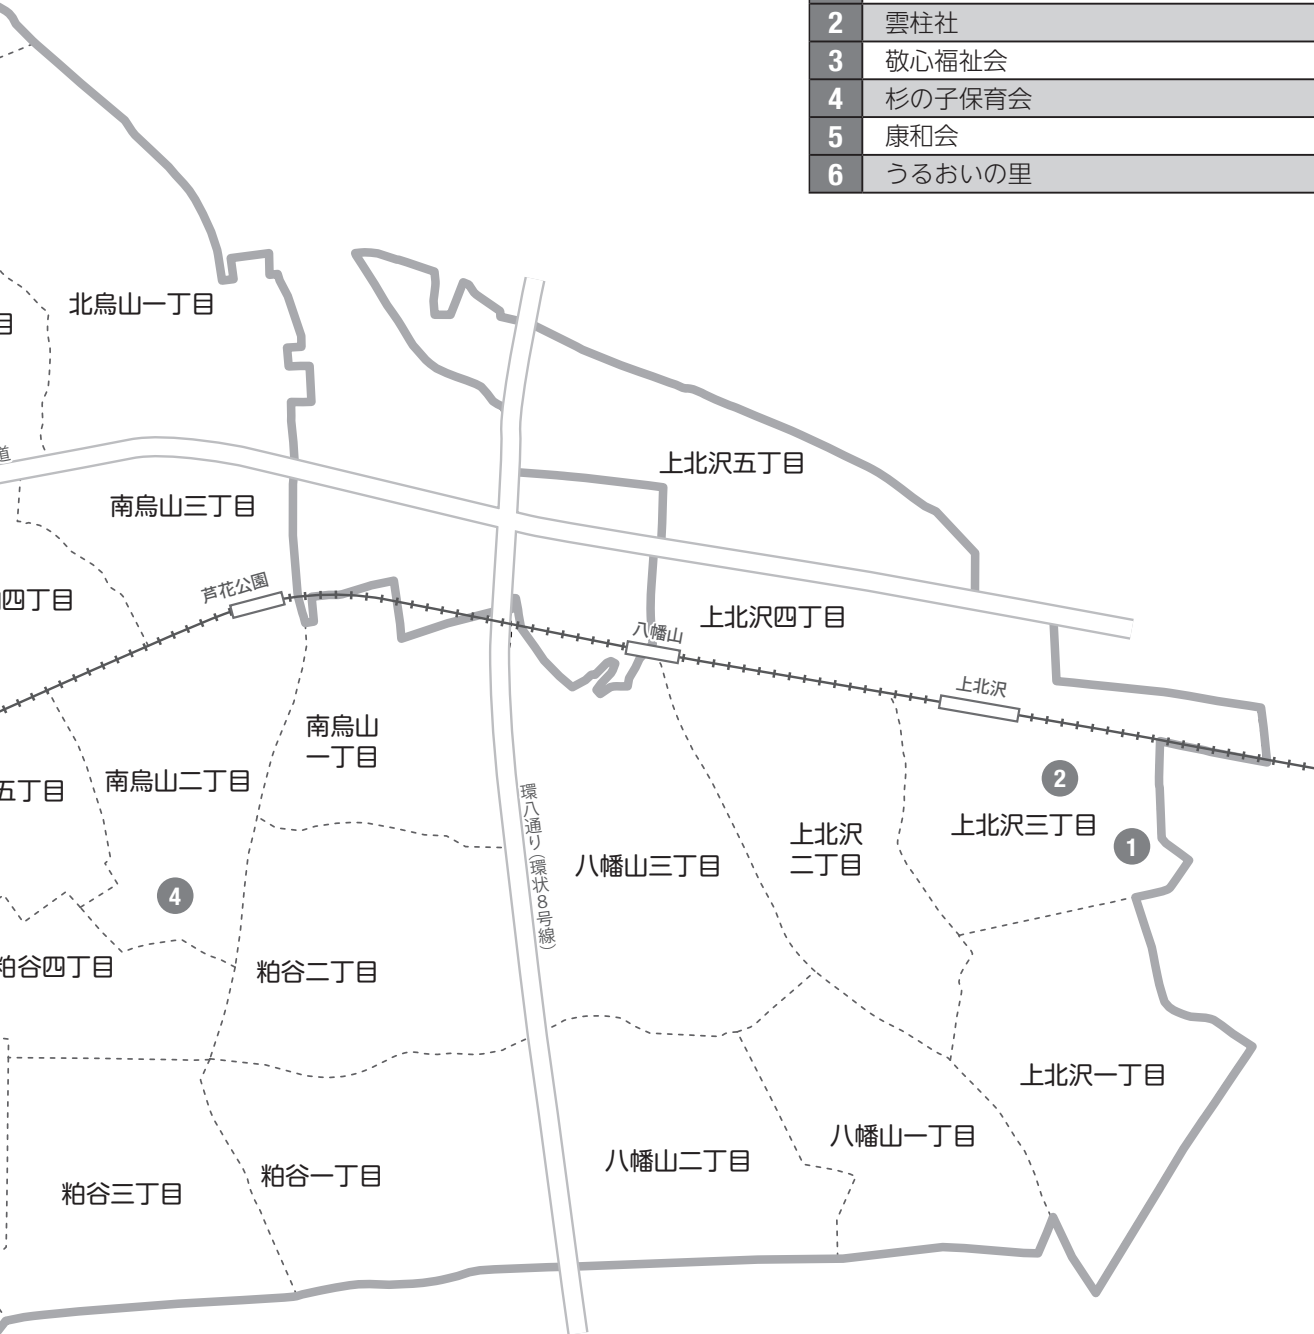 2 雲柱社
3 敬心福祉会
4 杉の子保育会
5 康和会
6 うるおいの里
北烏山一丁目
目
道
上北沢五丁目
南烏山三丁目
芦花公園
四丁目
八幡山
上北沢四丁目
上北沢
南烏山
一丁目
五丁目
南烏山二丁目
2
上北沢三丁目
1
環八通り(環状8号線)
上北沢
二丁目
八幡山三丁目
4
粕谷四丁目
粕谷二丁目
上北沢一丁目
八幡山一丁目
八幡山二丁目
粕谷一丁目
粕谷三丁目